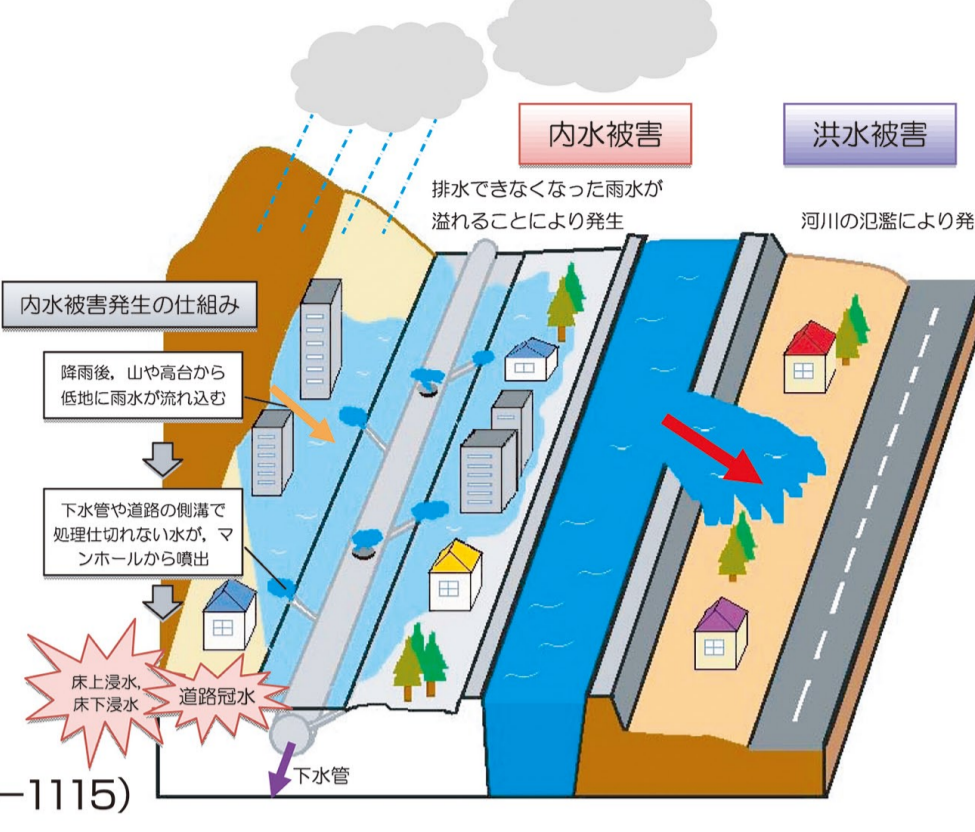 内水被害
洪水被害
排水できなくなった雨水が
溢れることにより発生
河川の氾濫により発
内水被害発生の仕組み
降雨後，山や高台から
低地に雨水が流れ込む
下水管や道路の側溝で
処理仕切れない水が，マ
ンホールから噴出
床上浸水，
床下浸水
道路冠水
下水管
−1115）